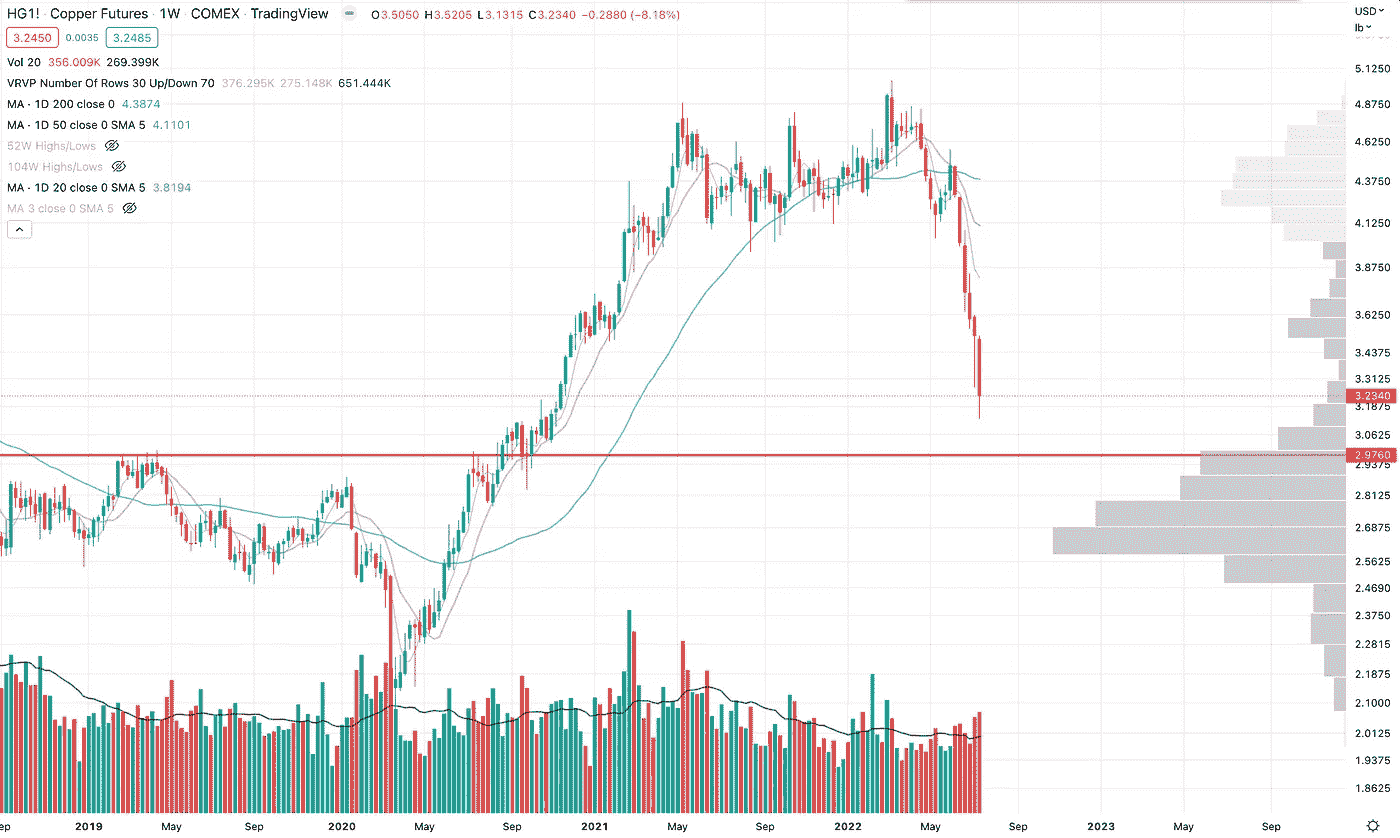 HG1! · Copper Futures · 1W · COMEX · TradingView O3.5050 H3.5205 L3.1315 C3.2340 −0.2880 (−8.18%)
USD
lb
3.2450 0.0035 3.2485
Vol 20 356.009K 269.399K
VRVP Number Of Rows 30 Up/Down 70 376.295K 275.148K 651.444K
MA · 1D 200 close 0 4.3874
MA · 1D 50 close 0 SMA 5 4.1101
52W Highs/Lows
104W Highs/Lows
MA · 1D 20 close 0 SMA 5 3.8194
MA 3 close 0 SMA 5
5.1250
4.8750
4.6250
4.3750
4.1250
3.8750
3.6250
3.4375
3.3125
3.2340
3.1875
3.0625
2.9760
2.9375
2.8125
2.6875
2.5625
2.4690
2.3750
2.2815
2.1875
2.1000
2.0125
1.9375
1.8625
ep 2019 May Sep 2020 May Sep 2021 May Sep 2022 May Sep 2023 May Sep